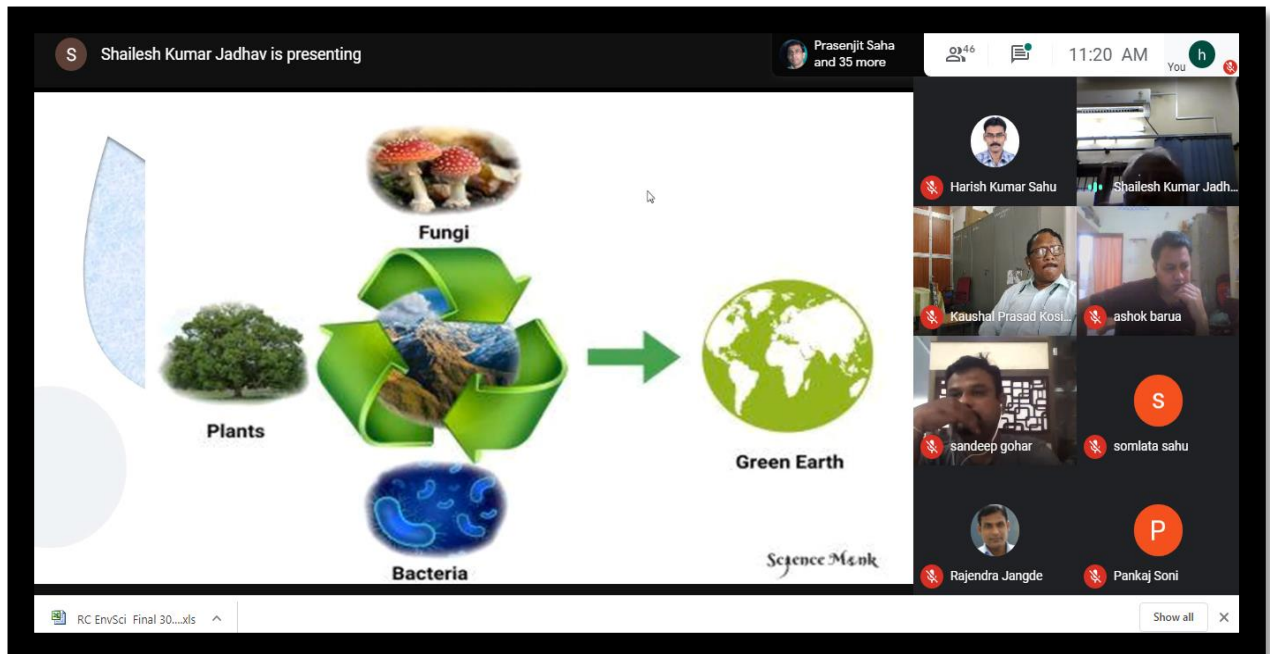 S
Shailesh Kumar Jadhav is presenting
Prasenjit Saha
and 35 more
46
11:20 AM
You
h
Fungi
Plants
Green Earth
Bacteria
Science Monk
Harish Kumar Sahu
Shailesh Kumar Jadh...
Kaushal Prasad Kosi...
ashok barua
sandeep gohar
S
somlata sahu
Rajendra Jangde
P
Pankaj Soni
RC EnvSci Final 30....xls
Show all